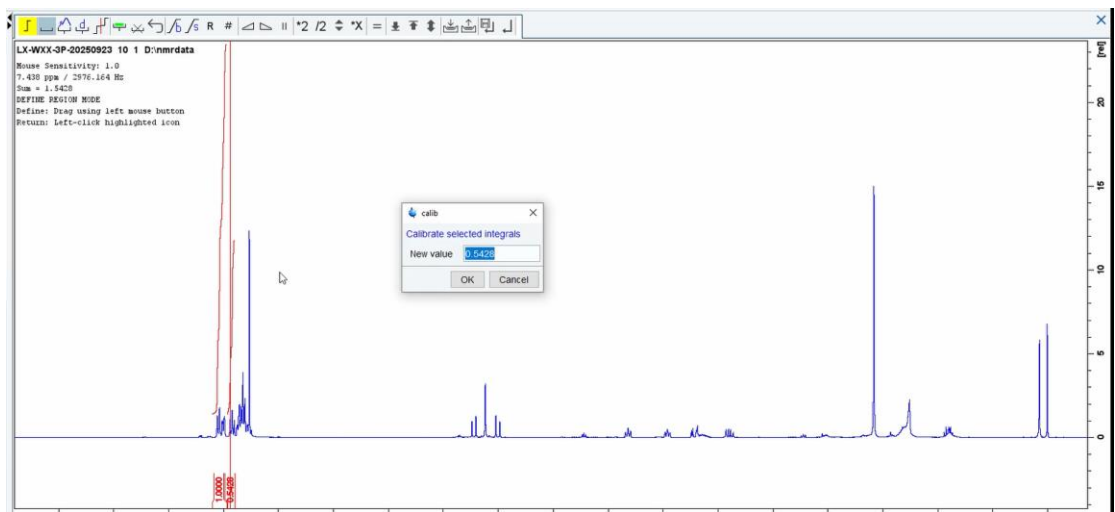 R # *2 /2 *X =
LX-WXX-3P-20250923 10 1 D:\nmrdata
Mouse Sensitivity: 1.0
7.438 ppm / 2976.164 Hz
Sum = 1.5428
DEFINE REGION MODE
Define: Drag using left mouse button
Return: Left-click highlighted icon
[rel]
20
15
calib
Calibrate selected integrals
New value 0.5428
OK Cancel
10
5
0
1.0000
0.5428